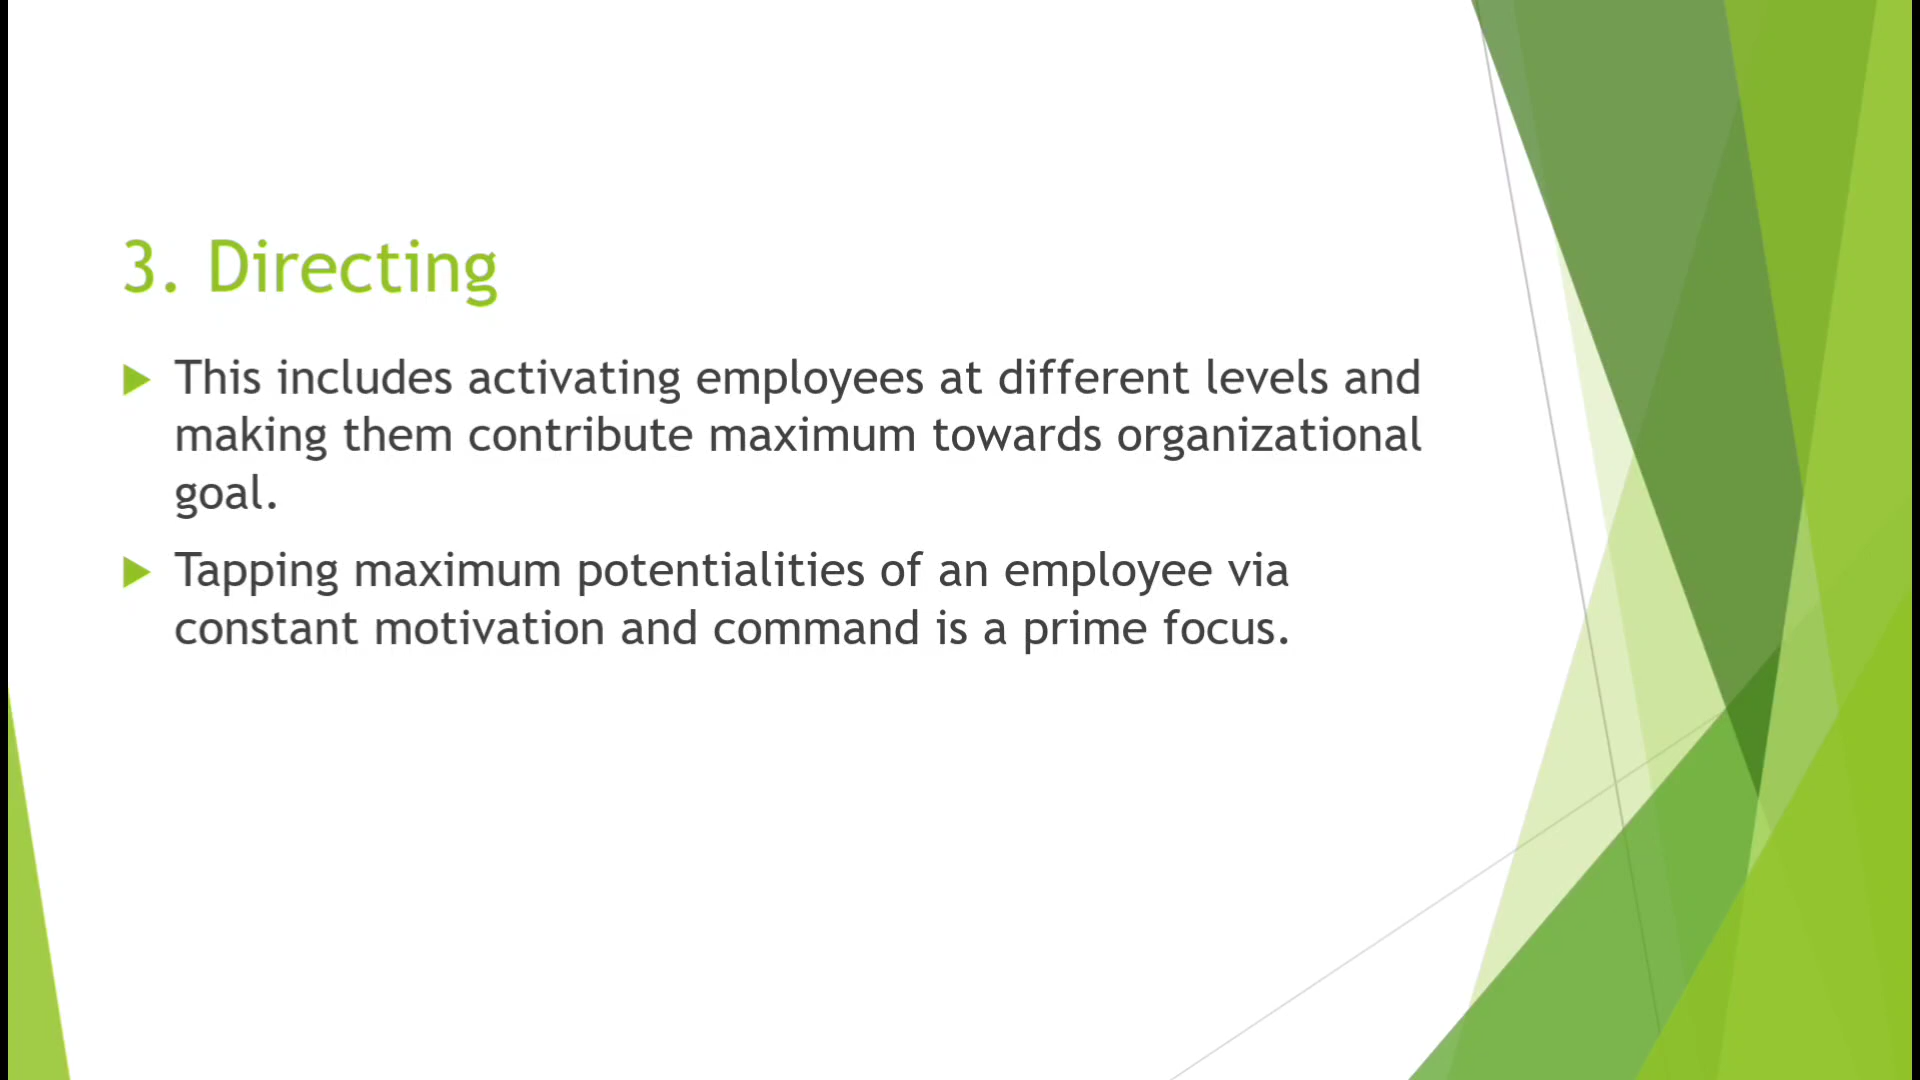 3. Directing
This includes activating employees at different levels and
making them contribute maximum towards organizational
goal.
Tapping maximum potentialities of an employee via
constant motivation and command is a prime focus.